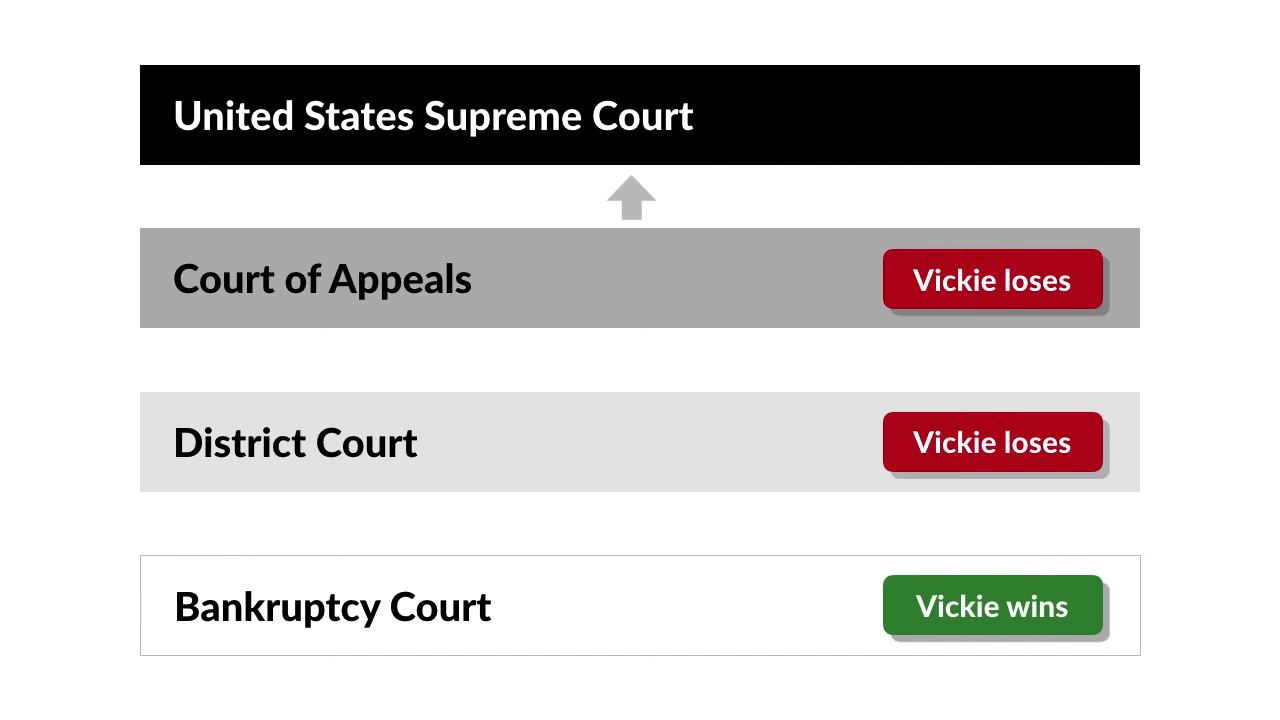 United States Supreme Court
Court of Appeals
Vickie loses
District Court
Vickie loses
Bankruptcy Court
Vickie wins